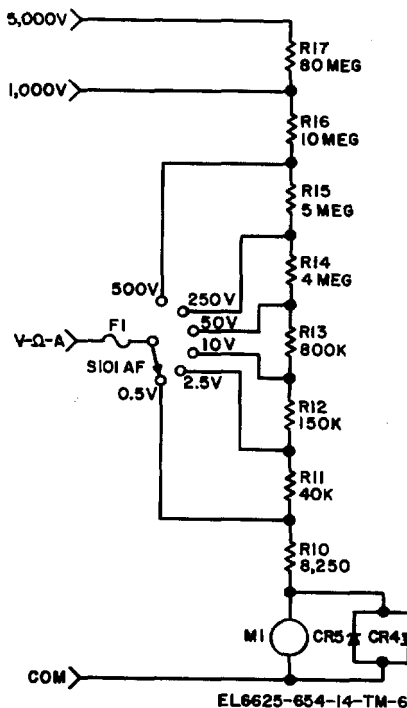 5,000V
R17
80 MEG
1,000V
R16
10 MEG
R15
5 MEG
R14
4 MEG
500V
250V
F1
50V
R13
800K
V-Ω-A
10V
S101 AF
0.5V
2.5V
R12
150K
R11
40K
R10
8,250
M1
CR5
CR4
COM
EL6625-654-14-TM-6